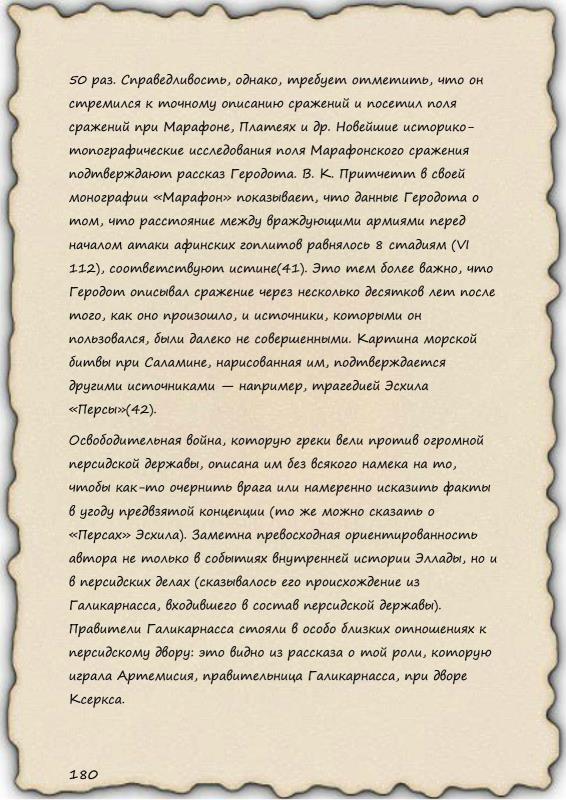 50 раз. Справедливость, однако, требует отметить, что он
стремился к точному описанию сражений и посетил поля
сражений при Марафоне, Платеях и др. Новейшие историко-
топографические исследования поля Марафонского сражения
подтверждают рассказ Геродота. В. К. Притчетт в своей
монографии «Марафон» показывает, что данные Геродота о
том, что расстояние между враждующими армиями перед
началом атаки афинских гоплитов равнялось 8 стадиям (VI
112), соответствуют истине(41). Это тем более важно, что
Геродот описывал сражение через несколько десятков лет после
того, как оно произошло, и источники, которыми он
пользовался, были далеко не совершенными. Картина морской
битвы при Саламине, нарисованная им, подтверждается
другими источниками — например, трагедией Эсхила
«Персы»(42).
Освободительная война, которую греки вели против огромной
персидской державы, описана им без всякого намека на то,
чтобы как-то очернить врага или намеренно исказить факты
в угоду предвзятой концепции (то же можно сказать о
«Персах» Эсхила). Заметна превосходная ориентированность
автора не только в событиях внутренней истории Эллады, но и
в персидских делах (сказывалось его происхождение из
Галикарнасса, входившего в состав персидской державы).
Правители Галикарнасса стояли в особо близких отношениях к
персидскому двору: это видно из рассказа о той роли, которую
играла Артемисия, правительница Галикарнасса, при дворе
Ксеркса.
180